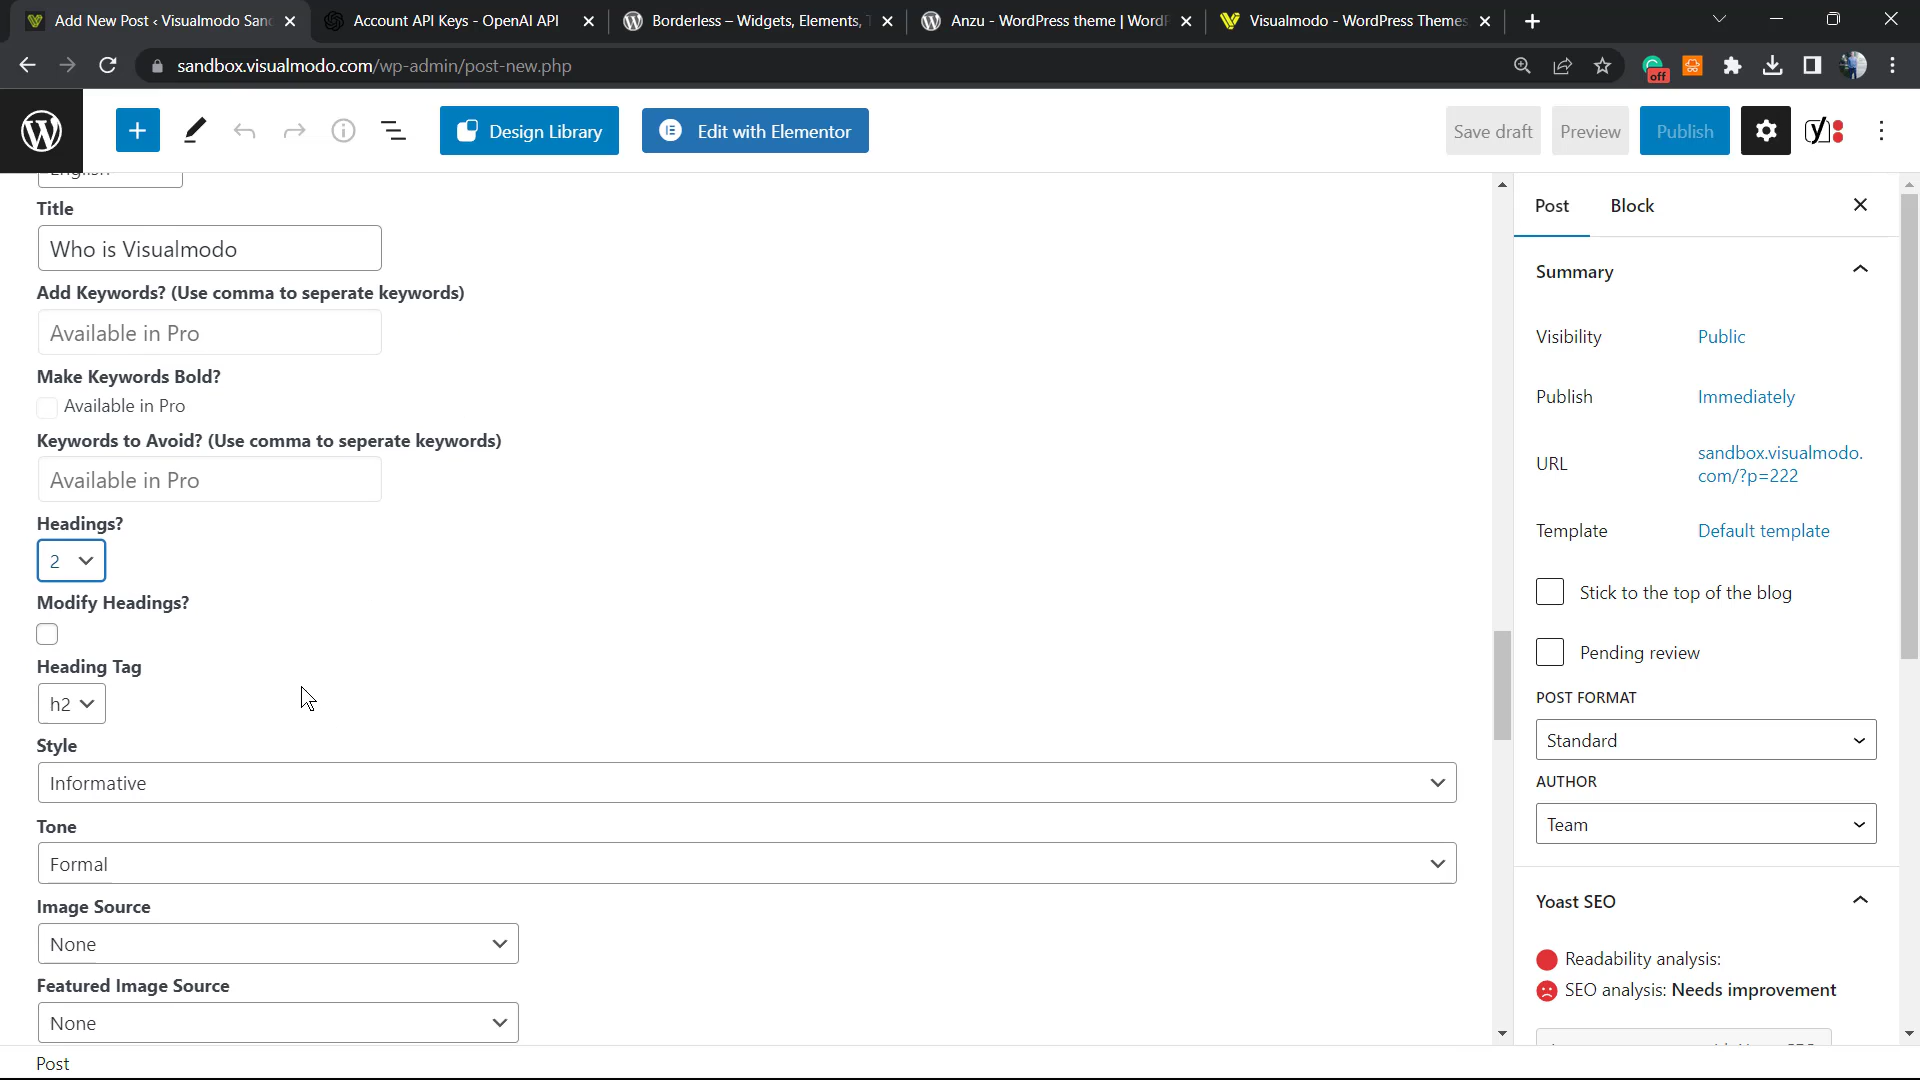 Add New Post ‹ Visualmodo Sand
Account API Keys - OpenAI API
Borderless – Widgets, Elements, T
Anzu - WordPress theme | WordP
Visualmodo - WordPress Themes
sandbox.visualmodo.com/wp-admin/post-new.php
off
Design Library
Edit with Elementor
Save draft
Preview
Publish
English
Title
Who is Visualmodo
Add Keywords? (Use comma to seperate keywords)
Available in Pro
Make Keywords Bold?
Available in Pro
Keywords to Avoid? (Use comma to seperate keywords)
Available in Pro
Headings?
2
Modify Headings?
Heading Tag
h2
Style
Informative
Tone
Formal
Image Source
None
Featured Image Source
None
Post
Post
Block
Summary
Visibility
Public
Publish
Immediately
URL
sandbox.visualmodo.
com/?p=222
Template
Default template
Stick to the top of the blog
Pending review
POST FORMAT
Standard
AUTHOR
Team
Yoast SEO
Readability analysis:
SEO analysis: Needs improvement